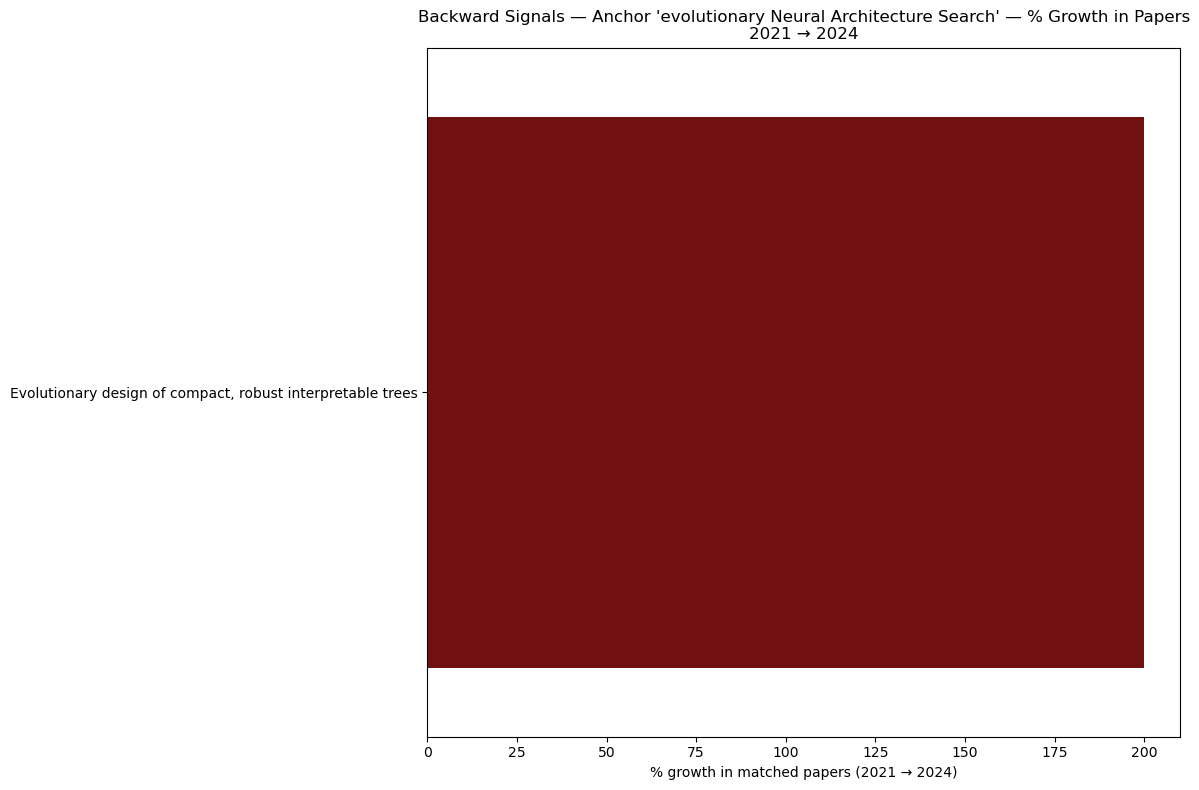 Backward Signals — Anchor 'evolutionary Neural Architecture Search' — % Growth in Papers
2021 → 2024
Evolutionary design of compact, robust interpretable trees
0 25 50 75 100 125 150 175 200
% growth in matched papers (2021 → 2024)